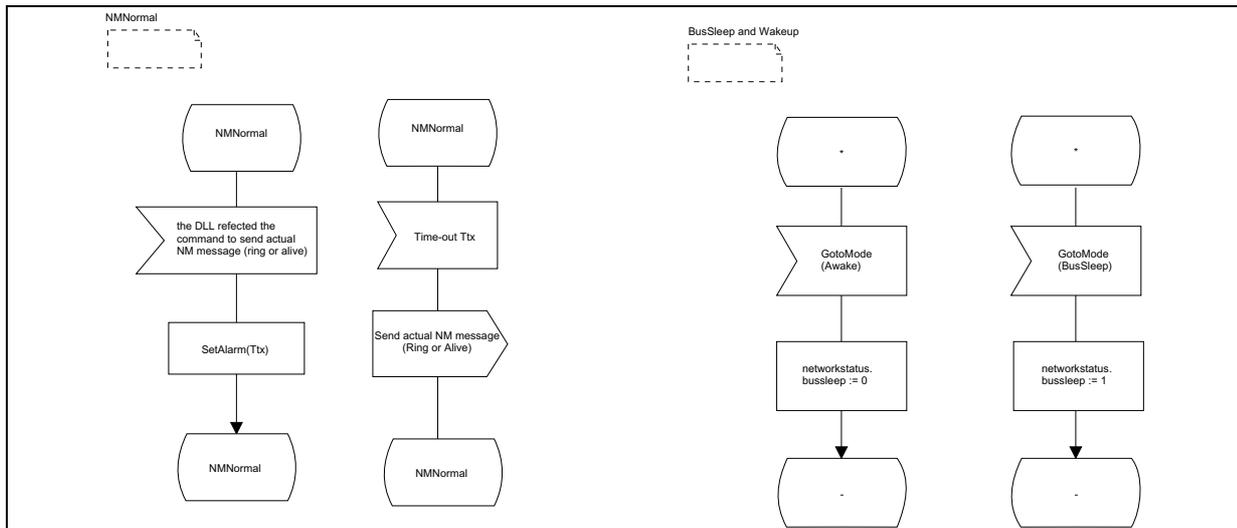 NMNormal
NMNormal
the DLL refected the
command to send actual
NM message (ring or alive)
SetAlarm(Ttx)
NMNormal
NMNormal
Time-out Ttx
Send actual NM message
(Ring or Alive)
NMNormal
BusSleep and Wakeup
*
GotoMode
(Awake)
networkstatus.
bussleep := 0
-
*
GotoMode
(BusSleep)
networkstatus.
bussleep := 1
-